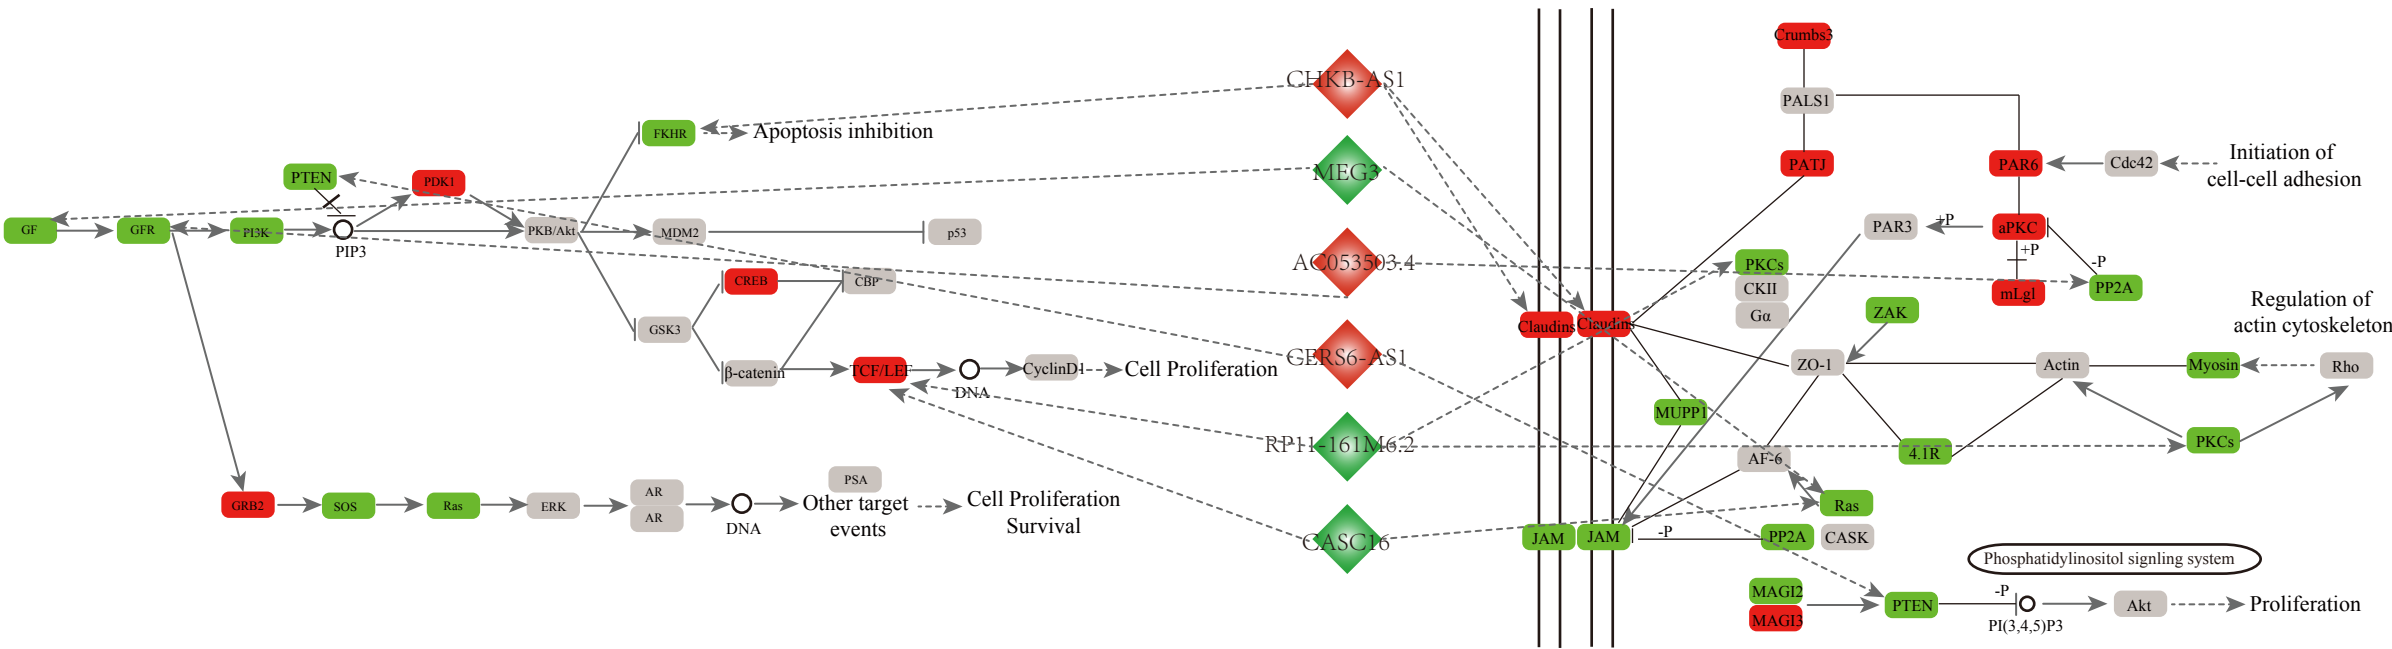 FKHR
Apoptosis inhibition
PTEN
PDK1
GF
GFR
PI3K
PIP3
PKB/Akt
MDM2
p53
CREB
CBP
GSK3
β-catenin
TCF/LEF
DNA
CyclinD1
Cell Proliferation
GRB2
SOS
Ras
ERK
AR
AR
DNA
PSA
Other target
events
Cell Proliferation
Survival
CHKB-AS1
MEG3
AC053503.4
CERS6-AS1
RP11-161M6.2
CASC16
Claudins
Claudins
JAM
JAM
Crumbs3
PALS1
PATJ
PAR6
Cdc42
Initiation of
cell-cell adhesion
PAR3
+P
aPKC
+P
-P
mLgl
PP2A
PKCs
CKII
Gα
ZAK
Regulation of
actin cytoskeleton
ZO-1
Actin
Myosin
Rho
MUPP1
AF-6
4.1R
PKCs
Ras
-P
PP2A
CASK
Phosphatidylinositol signling system
MAGI2
MAGI3
PTEN
-P
PI(3,4,5)P3
Akt
Proliferation